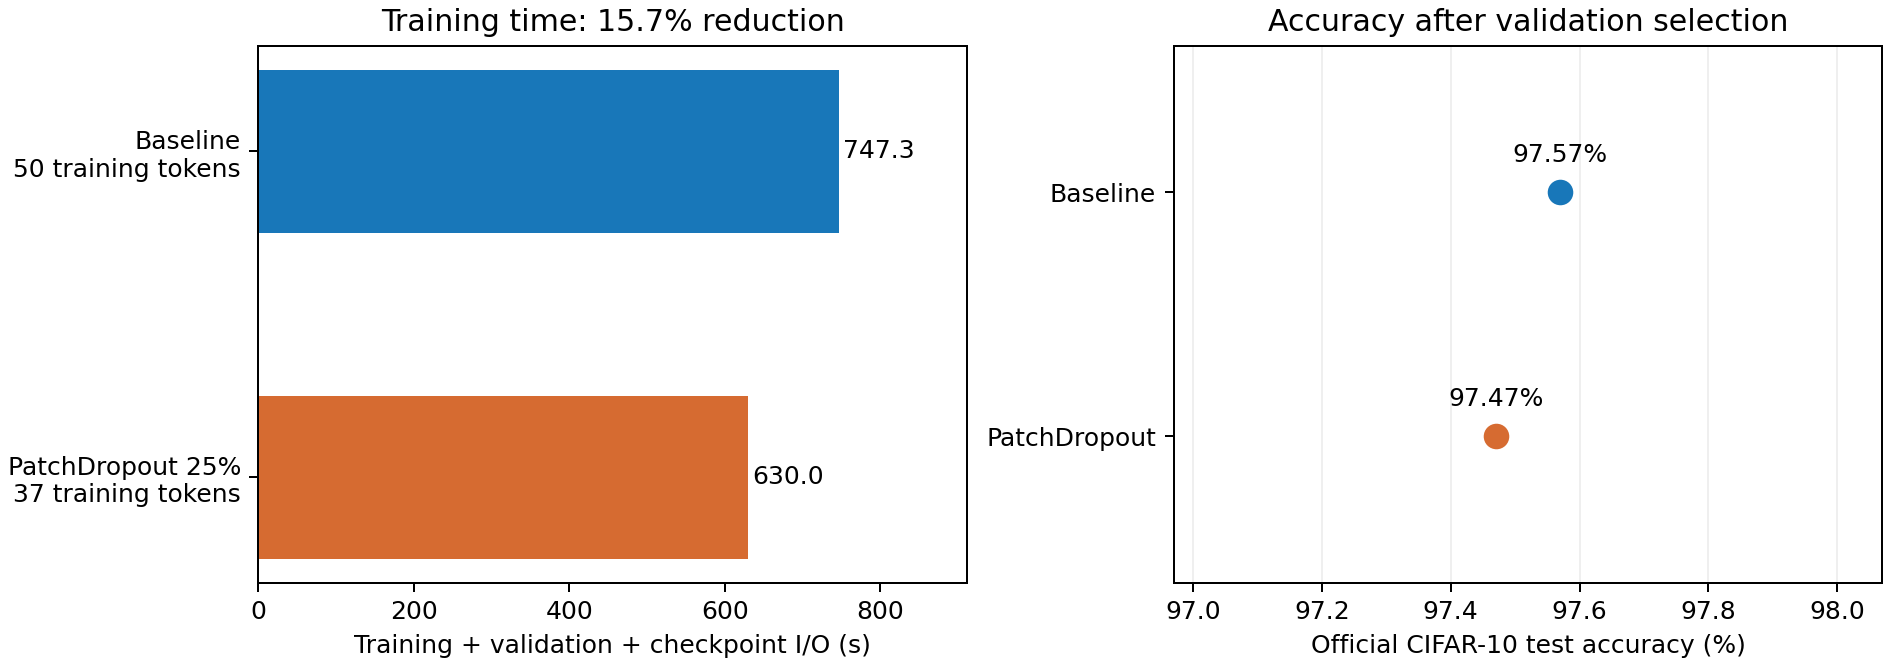 Training time: 15.7% reduction
Baseline
50 training tokens
747.3
PatchDropout 25%
37 training tokens
630.0
0 200 400 600 800
Training + validation + checkpoint I/O (s)
Accuracy after validation selection
Baseline
97.57%
PatchDropout
97.47%
97.0 97.2 97.4 97.6 97.8 98.0
Official CIFAR-10 test accuracy (%)